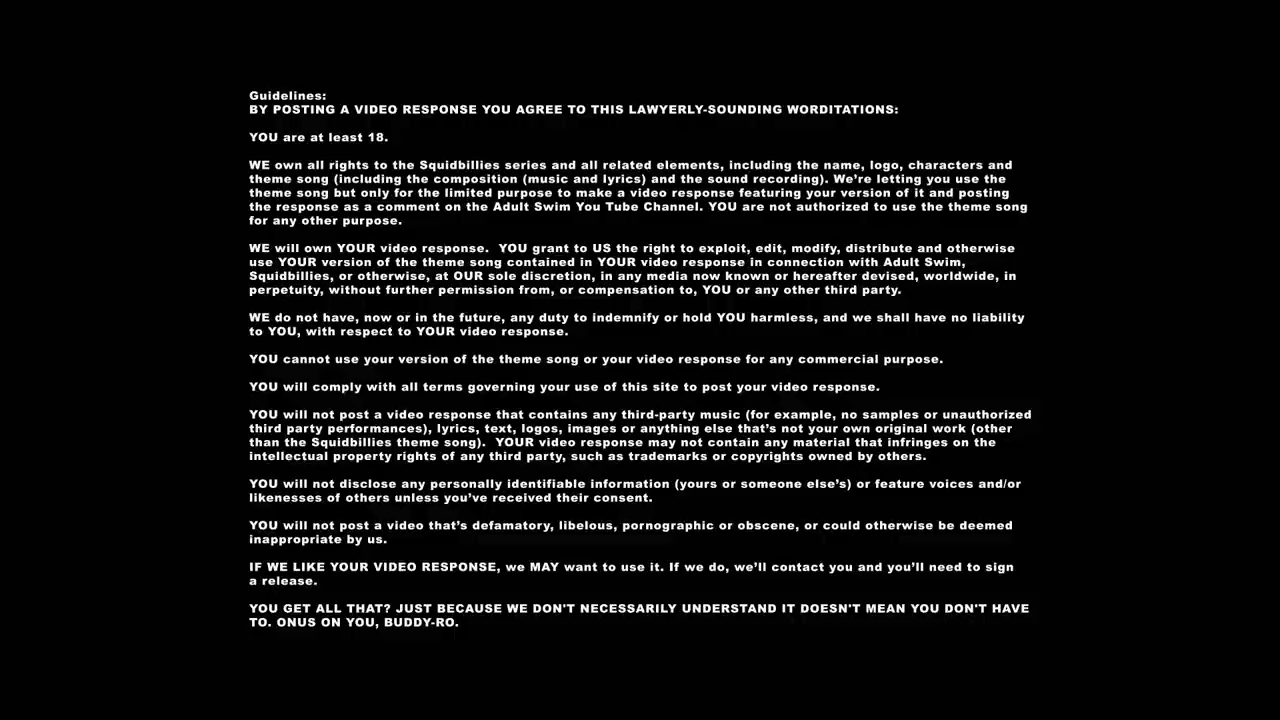 Guidelines:
BY POSTING A VIDEO RESPONSE YOU AGREE TO THIS LAWYERLY-SOUNDING WORDITATIONS:
YOU are at least 18.
WE own all rights to the Squidbillies series and all related elements, including the name, logo, characters and
theme song (including the composition (music and lyrics) and the sound recording). We’re letting you use the
theme song but only for the limited purpose to make a video response featuring your version of it and posting
the response as a comment on the Adult Swim You Tube Channel. YOU are not authorized to use the theme song
for any other purpose.
WE will own YOUR video response.  YOU grant to US the right to exploit, edit, modify, distribute and otherwise
use YOUR version of the theme song contained in YOUR video response in connection with Adult Swim,
Squidbillies, or otherwise, at OUR sole discretion, in any media now known or hereafter devised, worldwide, in
perpetuity, without further permission from, or compensation to, YOU or any other third party.
WE do not have, now or in the future, any duty to indemnify or hold YOU harmless, and we shall have no liability
to YOU, with respect to YOUR video response.
YOU cannot use your version of the theme song or your video response for any commercial purpose.
YOU will comply with all terms governing your use of this site to post your video response.
YOU will not post a video response that contains any third-party music (for example, no samples or unauthorized
third party performances), lyrics, text, logos, images or anything else that’s not your own original work (other
than the Squidbillies theme song).  YOUR video response may not contain any material that infringes on the
intellectual property rights of any third party, such as trademarks or copyrights owned by others.
YOU will not disclose any personally identifiable information (yours or someone else’s) or feature voices and/or
likenesses of others unless you’ve received their consent.
YOU will not post a video that’s defamatory, libelous, pornographic or obscene, or could otherwise be deemed
inappropriate by us.
IF WE LIKE YOUR VIDEO RESPONSE, we MAY want to use it. If we do, we’ll contact you and you’ll need to sign
a release.
YOU GET ALL THAT? JUST BECAUSE WE DON'T NECESSARILY UNDERSTAND IT DOESN'T MEAN YOU DON'T HAVE
TO. ONUS ON YOU, BUDDY-RO.